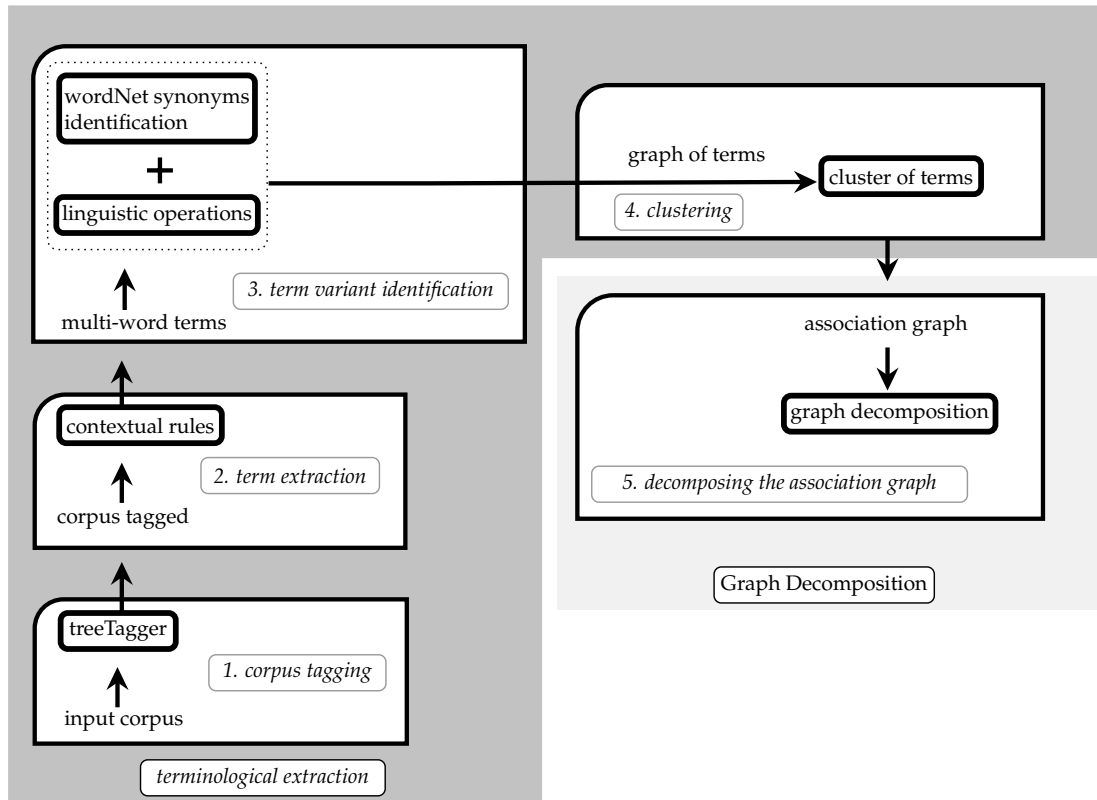 wordNet synonyms
identification
+
linguistic operations
3. term variant identification
multi-word terms
contextual rules
2. term extraction
corpus tagged
treeTagger
1. corpus tagging
input corpus
terminological extraction
graph of terms
cluster of terms
4. clustering
association graph
graph decomposition
5. decomposing the association graph
Graph Decomposition